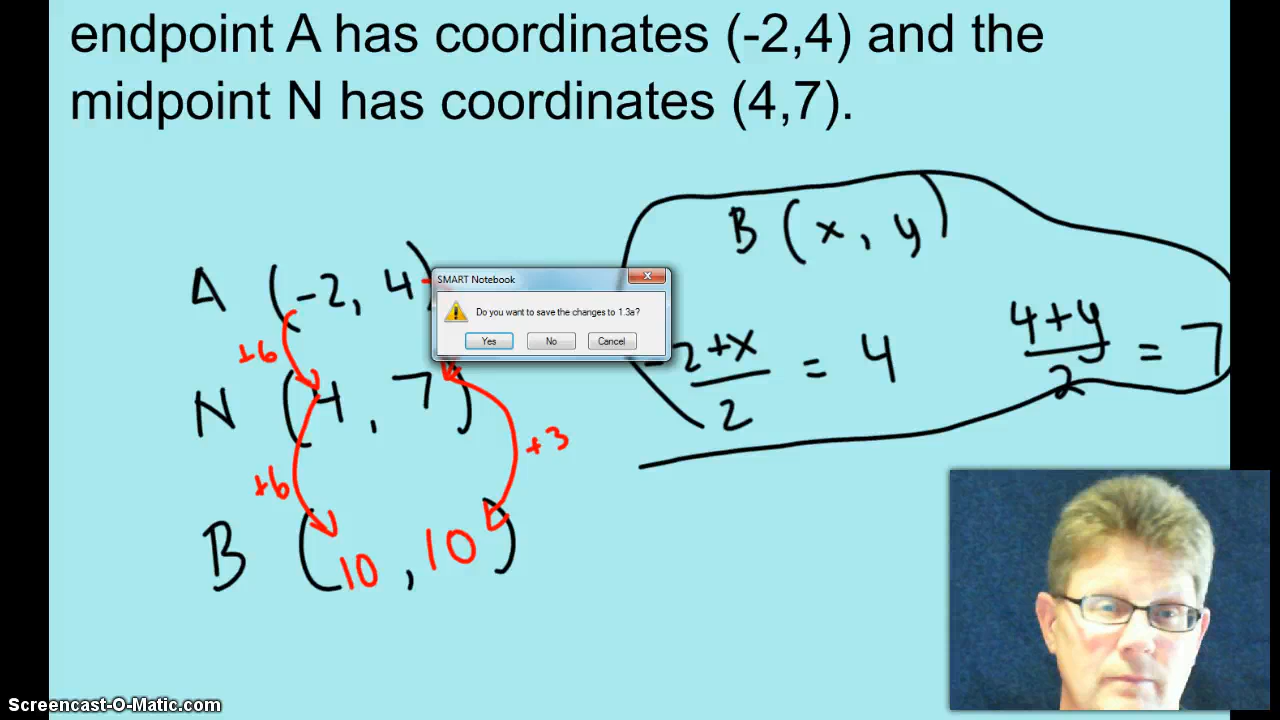 endpoint A has coordinates (-2,4) and the
midpoint N has coordinates (4,7).
B (x, y)
A (-2, 4)
SMART Notebook
Do you want to save the changes to 1.3a?
Yes No Cancel
-2+x/2 = 4
4+y/2 = 7
+6
N (4, 7)
+3
+6
B (10, 10)
Screencast-O-Matic.com